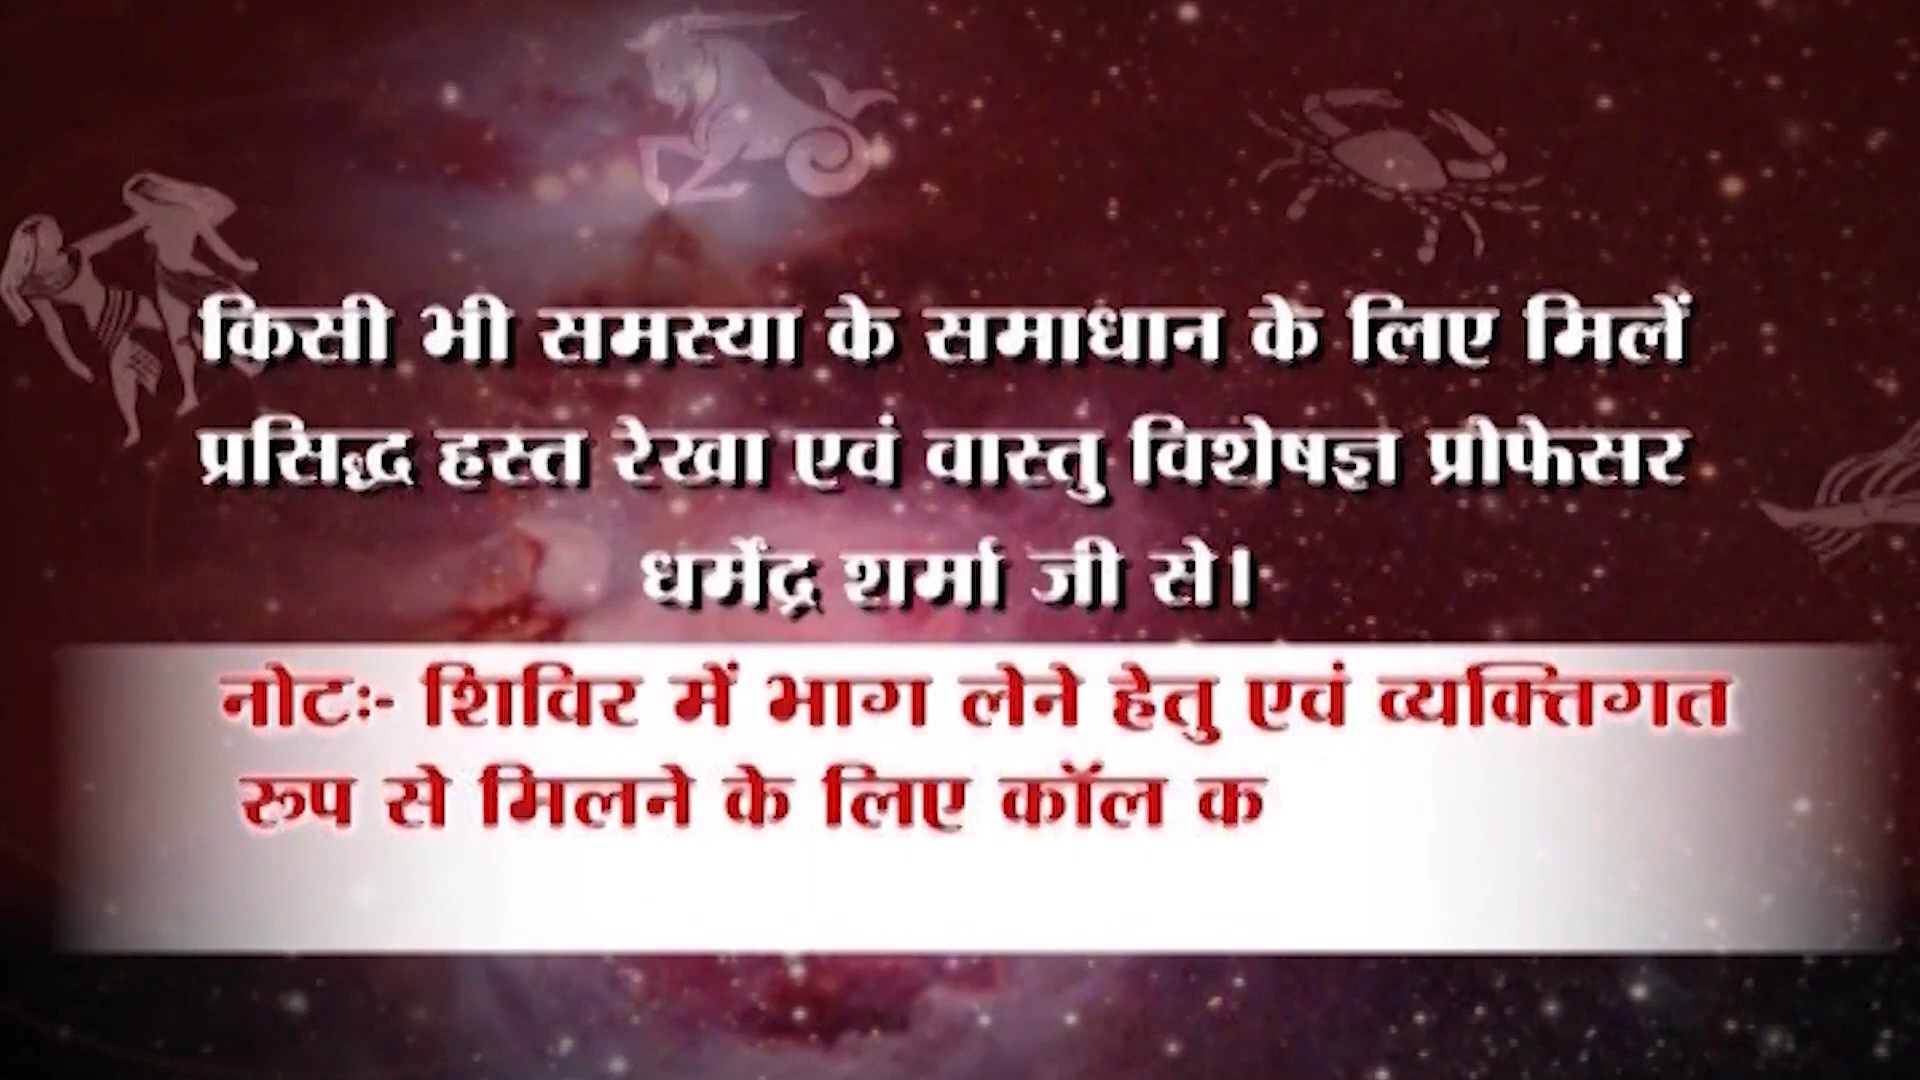 किसी भी समस्या के समाधान के लिए मिलें
प्रसिद्ध हस्त रेखा एवं वास्तु विशेषज्ञ प्रोफेसर
धर्मेंद्र शर्मा जी से।
नोटः- शिविर में भाग लेने हेतु एवं व्यक्तिगत
रुप से मिलने के लिए कॉल क